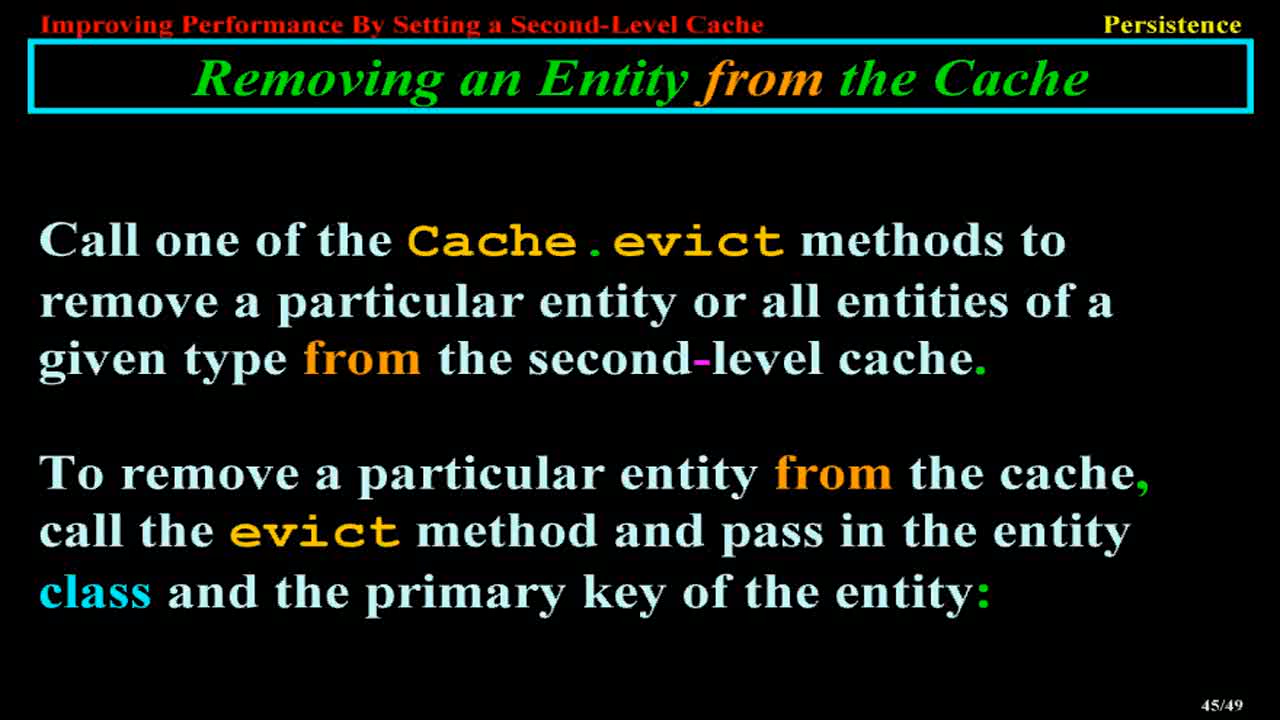 Improving Performance By Setting a Second-Level Cache
Persistence
Removing an Entity from the Cache
Call one of the Cache.evict methods to
remove a particular entity or all entities of a
given type from the second-level cache.
To remove a particular entity from the cache,
call the evict method and pass in the entity
class and the primary key of the entity:
45/49